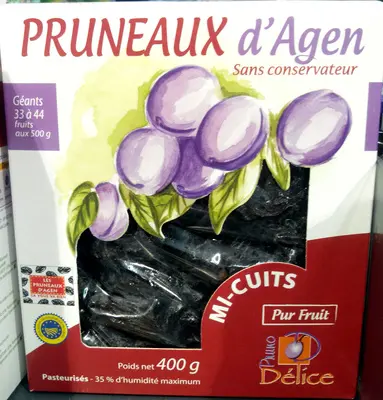 PRUNEAUX d'Agen
Sans conservateur
Géants
33 à 44
fruits
aux 500 g
LES
PRUNEAUX
D'AGEN
MI-CUITS
Pur Fruit
Pruko
Délice
Poids net 400 g
Pasteurisés - 35 % d'humidité maximum